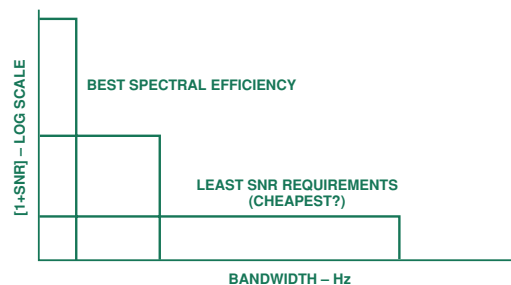 BEST SPECTRAL EFFICIENCY
[1+SNR] – LOG SCALE
LEAST SNR REQUIREMENTS
(CHEAPEST?)
BANDWIDTH – Hz